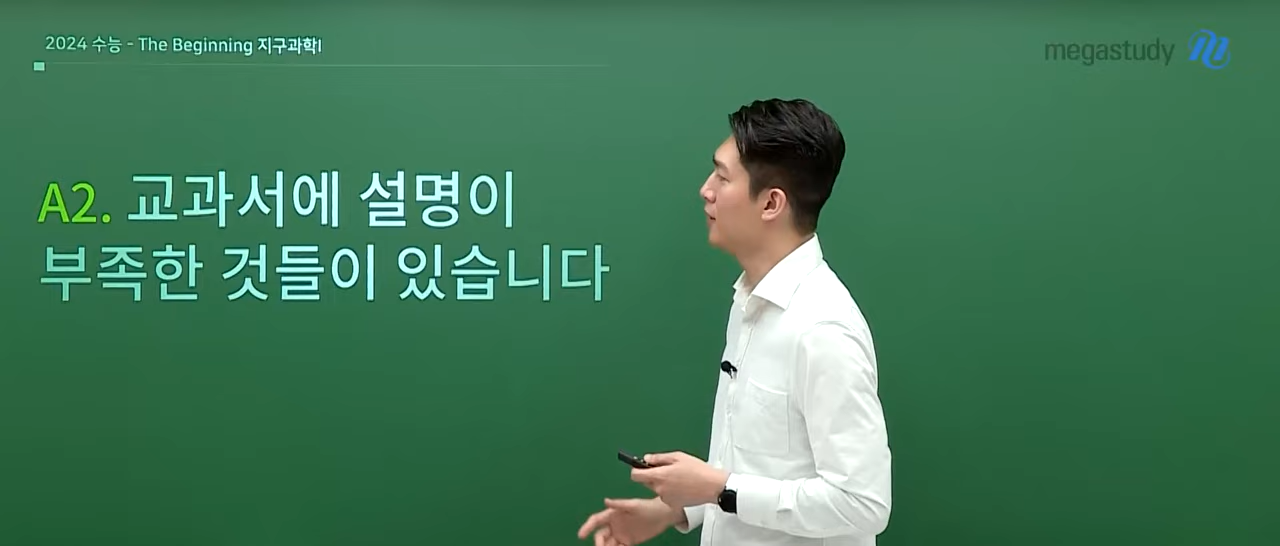 2024 수능 - The Beginning 지구과학I
megastudy
A2. 교과서에 설명이
부족한 것들이 있습니다